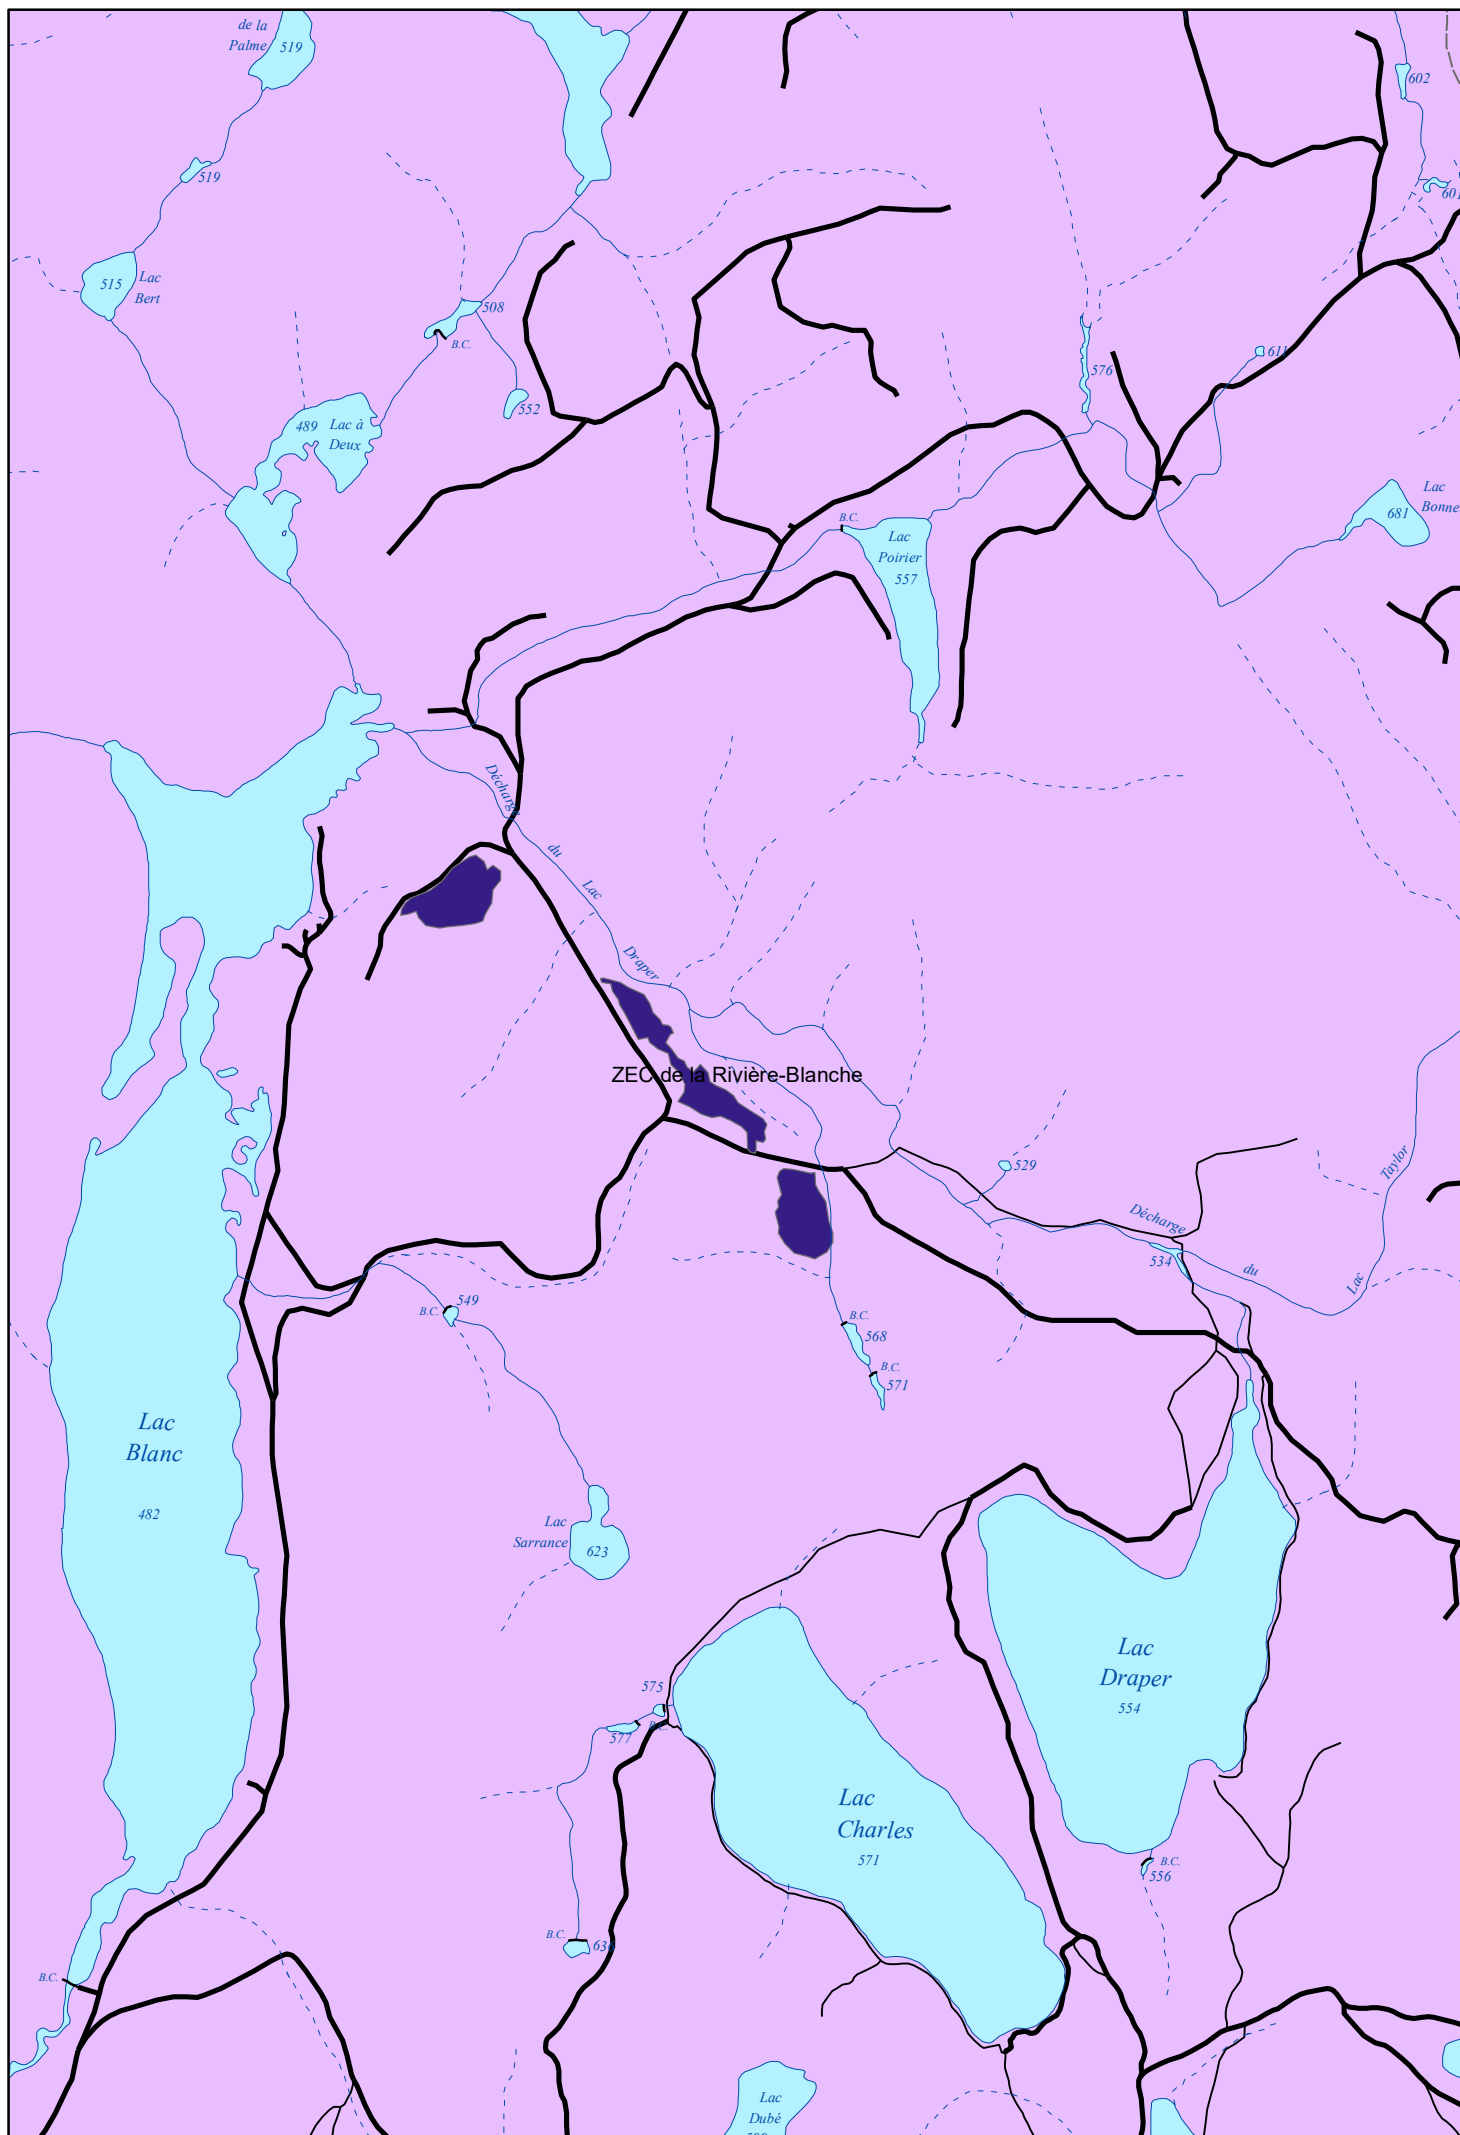 de la
Palme
519
602
519
601
515
Lac
Bert
508
B.C.
611
576
552
489
Lac à
Deux
681
Lac
Bonne
B.C.
Lac
Poirier
557
Décharge
du
Lac
Draper
ZEC de la Rivière-Blanche
529
Taylor
Décharge
534
du
Lac
549
B.C.
B.C.
568
B.C.
571
Lac
Blanc
482
Lac
Sarrance
623
Lac
Draper
554
575
B.C.
577
Lac
Charles
571
B.C.
556
B.C.
636
B.C.
Lac
Dubé